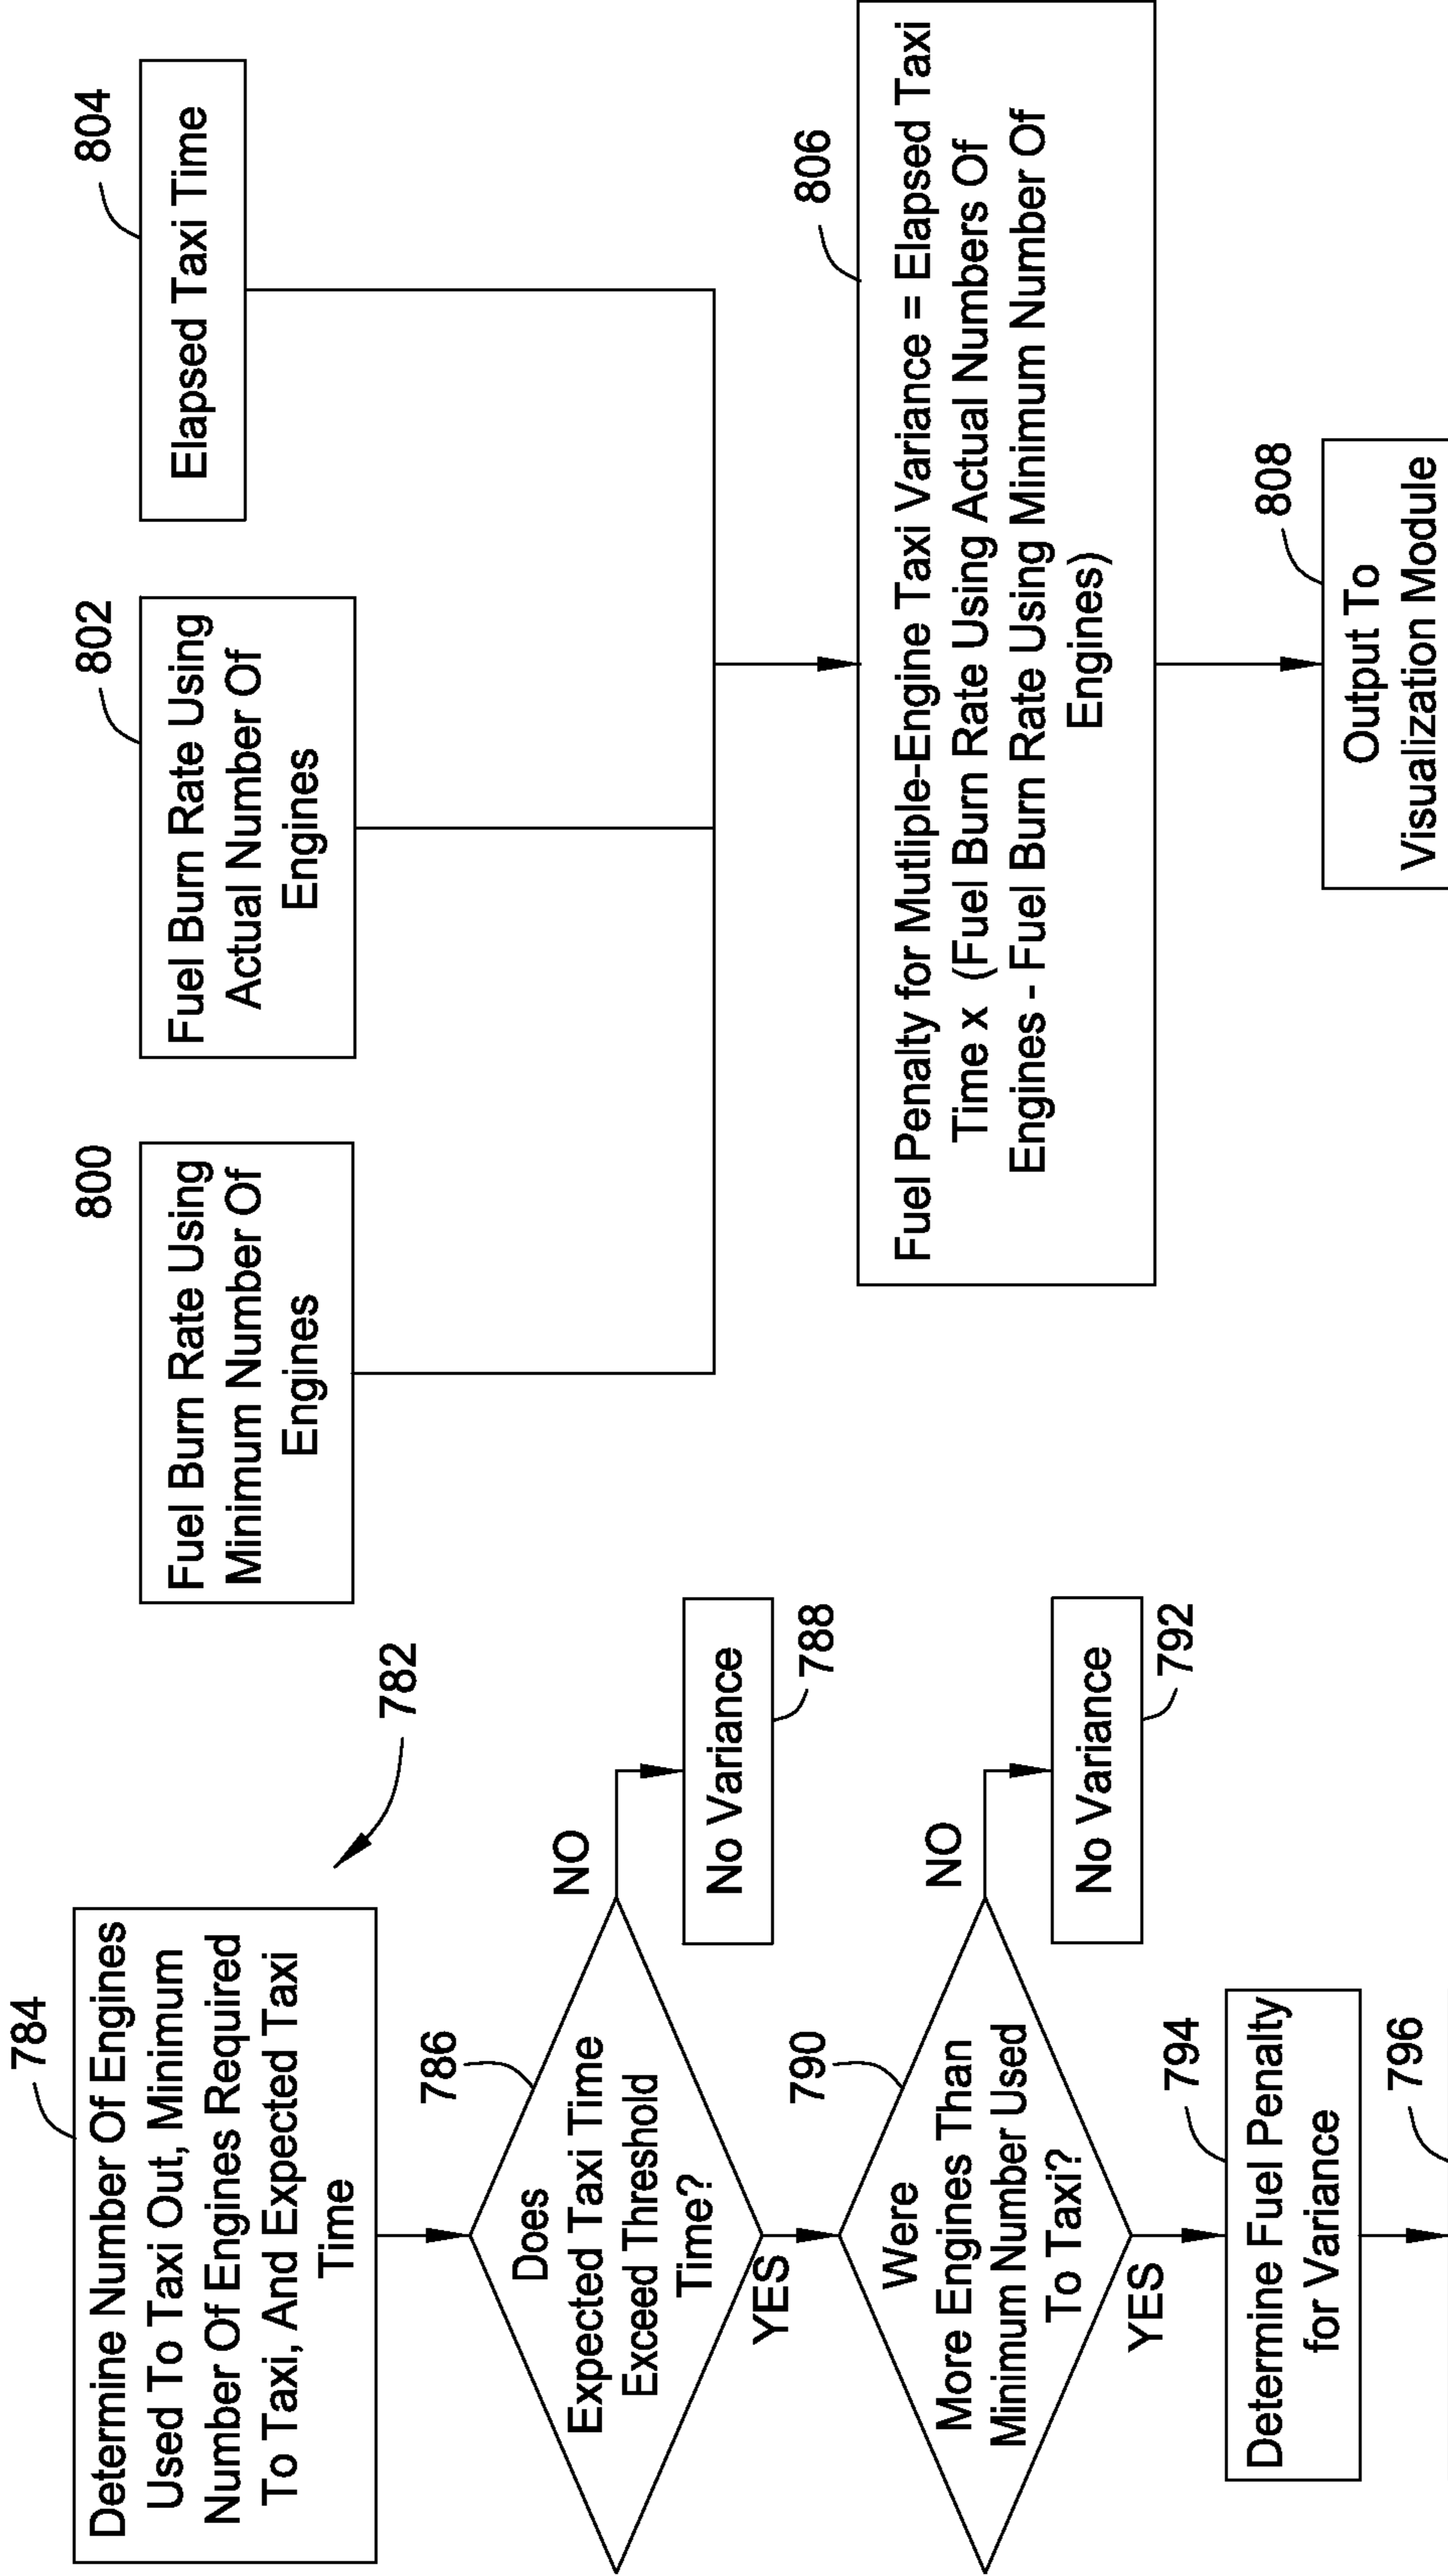 784
Determine Number Of Engines
Used To Taxi Out, Minimum
Number Of Engines Required
To Taxi, And Expected Taxi
Time
782
786
Does
Expected Taxi Time
Exceed Threshold
Time?
NO
No Variance
788
YES
790
Were
More Engines Than
Minimum Number Used
To Taxi?
NO
No Variance
792
YES
794
Determine Fuel Penalty
for Variance
796
800
Fuel Burn Rate Using
Minimum Number Of
Engines
802
Fuel Burn Rate Using
Actual Number Of
Engines
804
Elapsed Taxi Time
806
Fuel Penalty for Mutliple-Engine Taxi Variance = Elapsed Taxi
Time x (Fuel Burn Rate Using Actual Numbers Of
Engines - Fuel Burn Rate Using Minimum Number Of
Engines)
808
Output To
Visualization Module